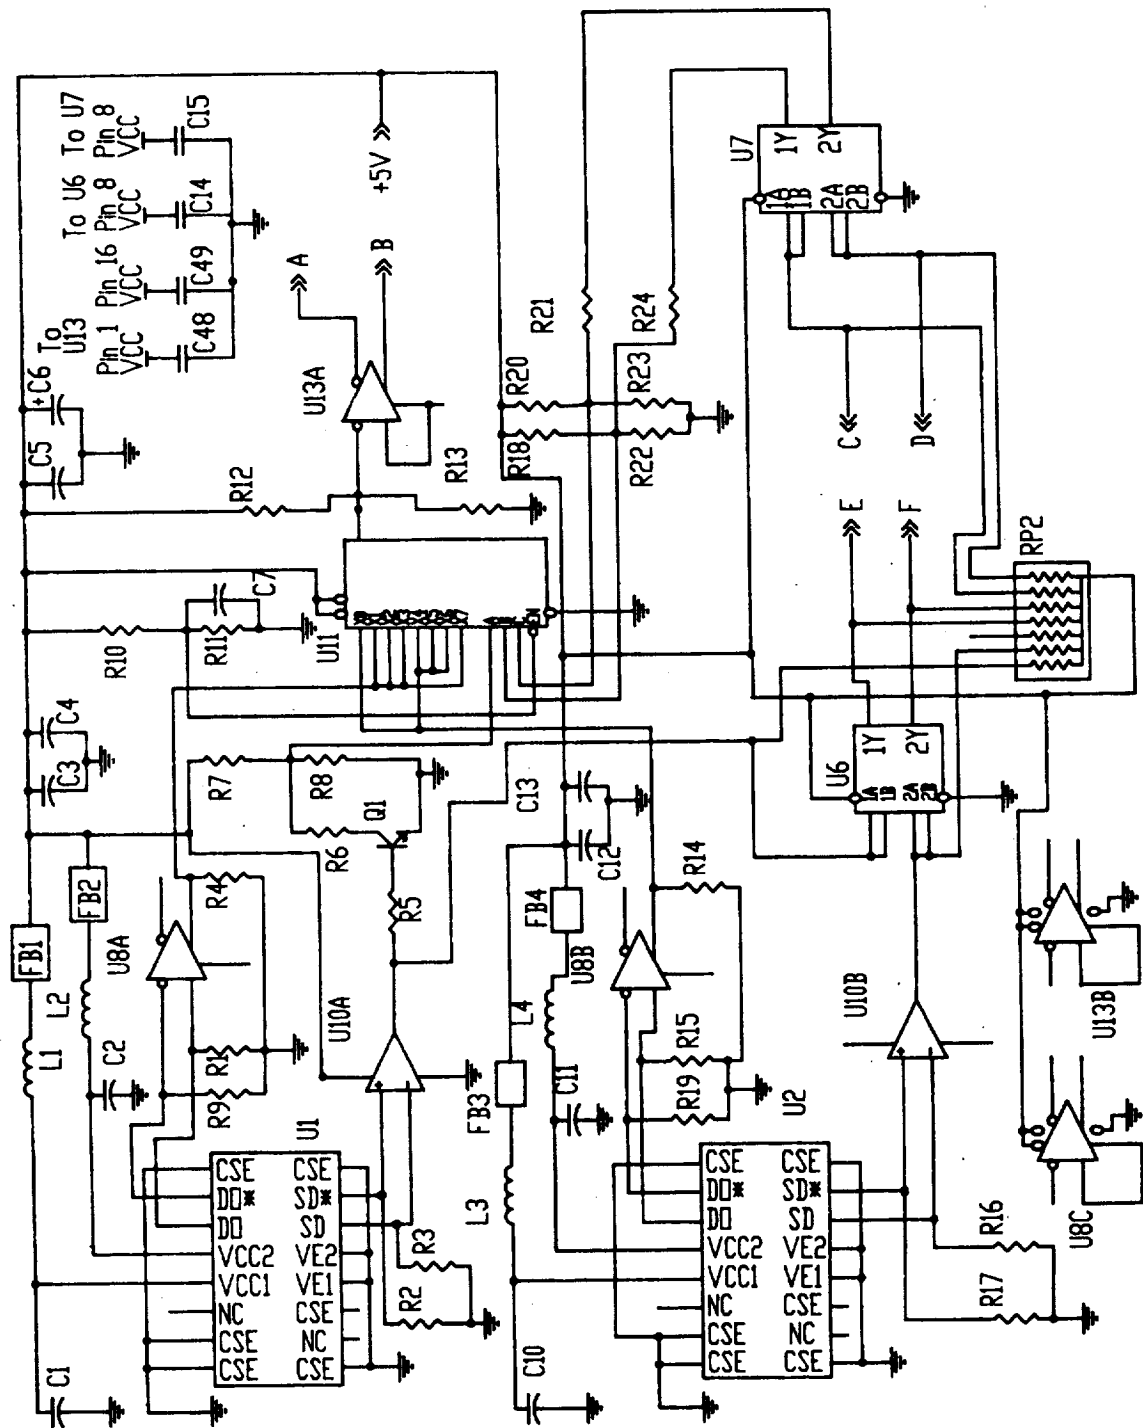 To
U13
Pin 1
VCC
C48
Pin 16
VCC
C49
To U6
Pin 8
VCC
C14
To U7
Pin 8
VCC
C15
C5
+C6
+5V
A
B
U13A
R12
R13
C7
R10
R11
U11
C3
C4
R7
R8
R6
Q1
R5
FB1
FB2
L1
L2
C2
U8A
R4
R1
R9
U10A
C1
U1
CSE
DO*
DO
VCC2
VCC1
NC
CSE
CSE
CSE
SD*
SD
VE2
VE1
CSE
NC
CSE
R3
R2
R20
R18
R23
R22
R21
R24
C13
C12
FB4
FB3
L4
L3
U8B
C11
R14
R15
R19
C10
U2
CSE
DO*
DO
VCC2
VCC1
NC
CSE
CSE
CSE
SD*
SD
VE2
VE1
CSE
NC
CSE
R16
R17
U10B
U6
1A
1B
2A
2B
1Y
2Y
U7
1B
2A
2B
1Y
2Y
C
D
E
F
RP2
U13B
U8C